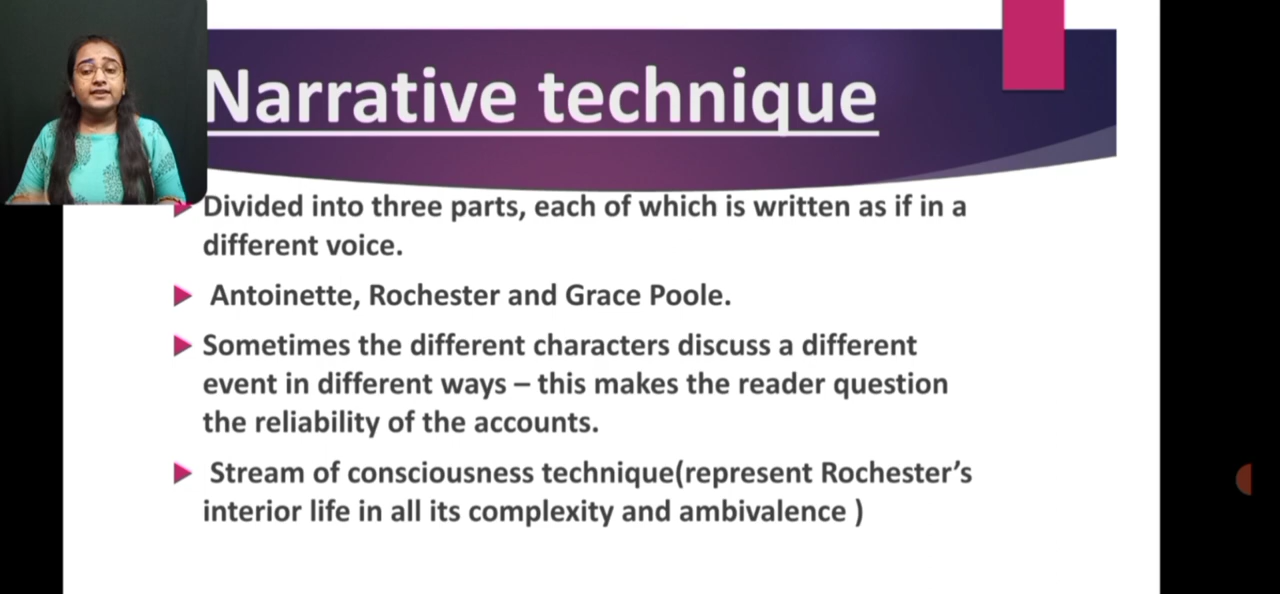 Narrative technique
Divided into three parts, each of which is written as if in a
different voice.
Antoinette, Rochester and Grace Poole.
Sometimes the different characters discuss a different
event in different ways – this makes the reader question
the reliability of the accounts.
Stream of consciousness technique(represent Rochester’s
interior life in all its complexity and ambivalence )